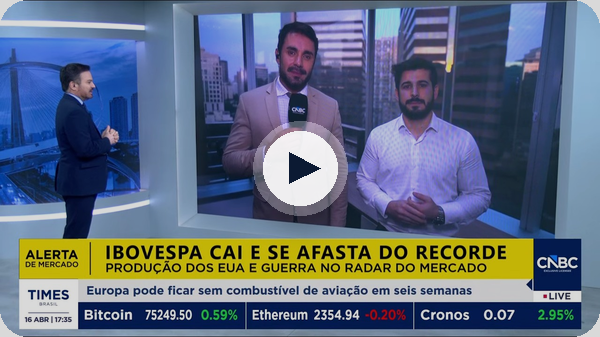 CNBC
ALERTA
DE MERCADO
IBOVESPA CAI E SE AFASTA DO RECORDE
PRODUÇÃO DOS EUA E GUERRA NO RADAR DO MERCADO
CNBC
LIVE
TIMES
BRASIL
16 ABR | 17:35
Europa pode ficar sem combustível de aviação em seis semanas
Bitcoin 75249.50 0.59% Ethereum 2354.94 -0.20% Cronos 0.07 2.95%